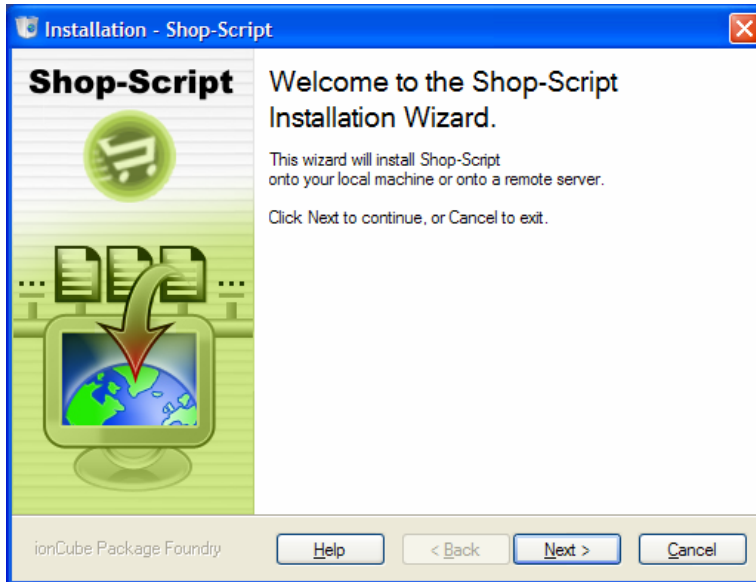 Installation - Shop-Script
Shop-Script
Welcome to the Shop-Script
Installation Wizard.
This wizard will install Shop-Script
onto your local machine or onto a remote server.
Click Next to continue, or Cancel to exit.
...
...
ionCube Package Foundry
Help
< Back
Next >
Cancel